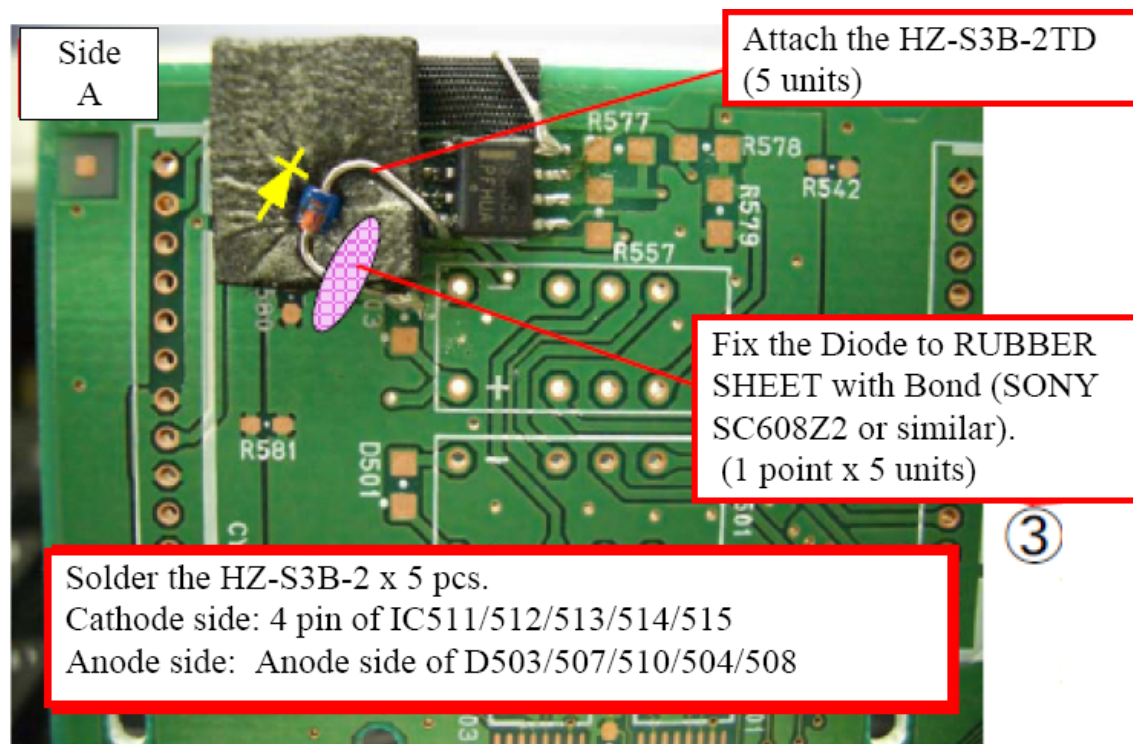 Side
A
Attach the HZ-S3B-2TD
(5 units)
R577
R578
R542
R579
R557
Fix the Diode to RUBBER
SHEET with Bond (SONY
SC608Z2 or similar).
(1 point x 5 units)
R581
D501
③
Solder the HZ-S3B-2 x 5 pcs.
Cathode side: 4 pin of IC511/512/513/514/515
Anode side: Anode side of D503/507/510/504/508